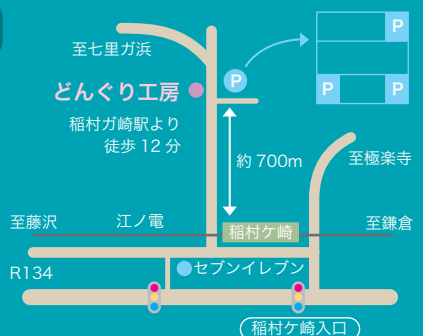 至七里ガ浜
P
P
P
P
どんぐり工房
稲村ガ崎駅より
徒歩 12 分
約 700m
至極楽寺
至藤沢
江ノ電
稲村ケ崎
至鎌倉
R134
セブンイレブン
稲村ケ崎入口